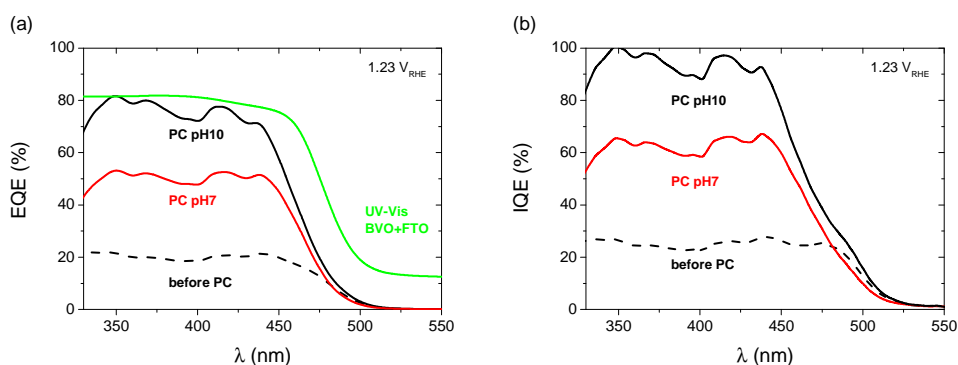 (a)
100
80
60
40
20
0
EQE (%)
350
400
450
500
550
λ (nm)
1.23 V_RHE
PC pH10
PC pH7
UV-Vis
BVO+FTO
before PC
(b)
100
80
60
40
20
0
IQE (%)
350
400
450
500
550
λ (nm)
1.23 V_RHE
PC pH10
PC pH7
before PC